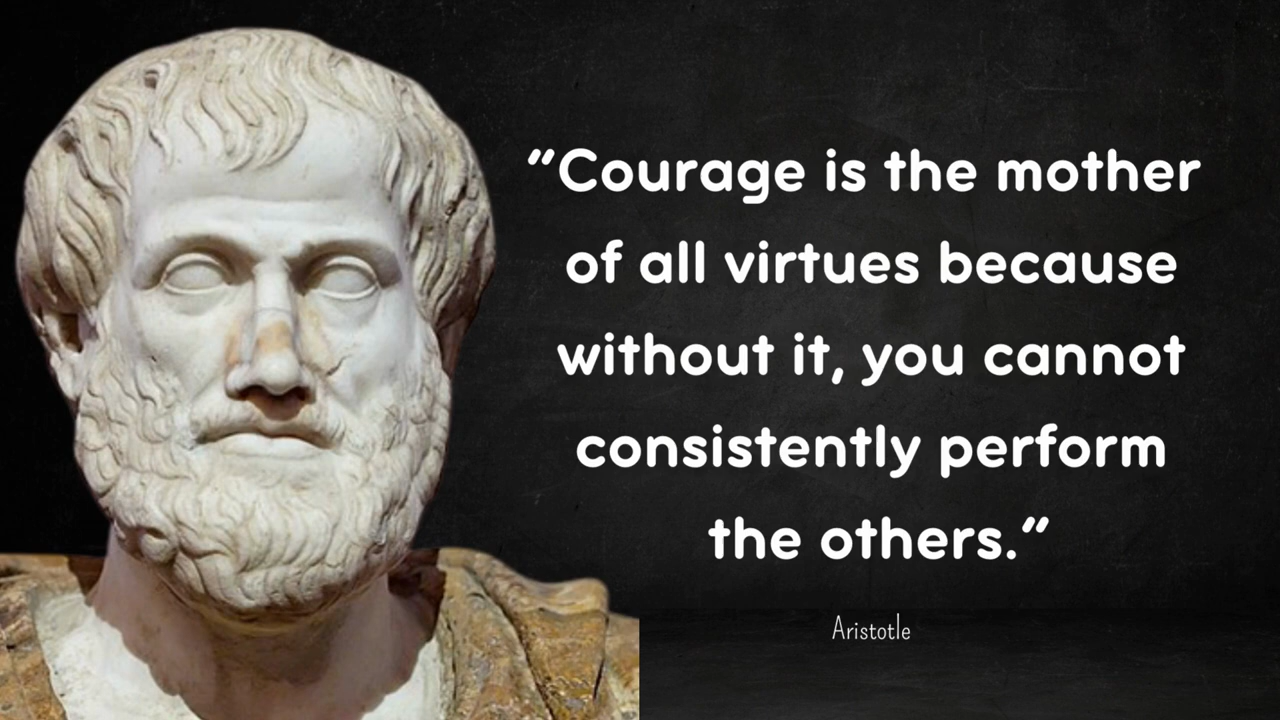 “Courage is the mother
of all virtues because
without it, you cannot
consistently perform
the others.”
Aristotle